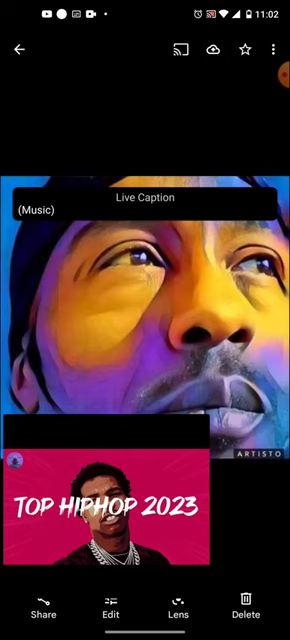 11:02
Live Caption
(Music)
ARTISTO
TOP HIPHOP 2023
Share Edit Lens Delete